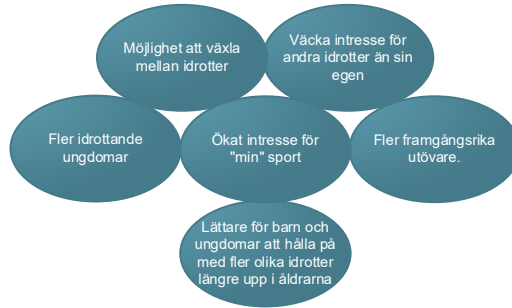 Möjlighet att växla
mellan idrotter
Väcka intresse för
andra idrotter än sin
egen
Fler idrottande
ungdomar
Ökat intresse för
"min" sport
Fler framgångsrika
utövare.
Lättare för barn och
ungdomar att hålla på
med fler olika idrotter
längre upp i åldrarna